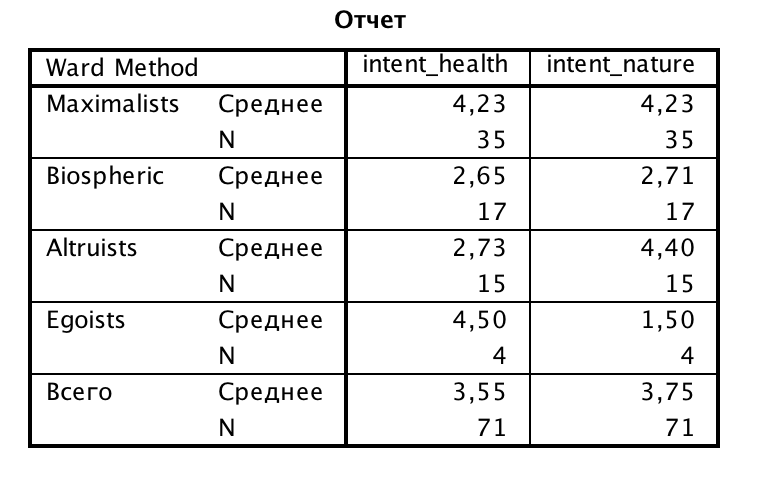 Отчет
Ward Method intent_health intent_nature
Maximalists Среднее 4,23 4,23
N 35 35
Biospheric Среднее 2,65 2,71
N 17 17
Altruists Среднее 2,73 4,40
N 15 15
Egoists Среднее 4,50 1,50
N 4 4
Всего Среднее 3,55 3,75
N 71 71